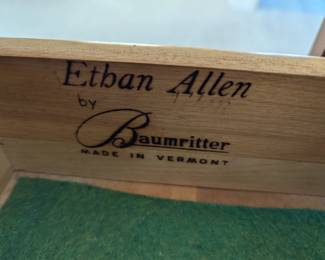 Ethan Allen
by
Baumritter
MADE IN VERMONT